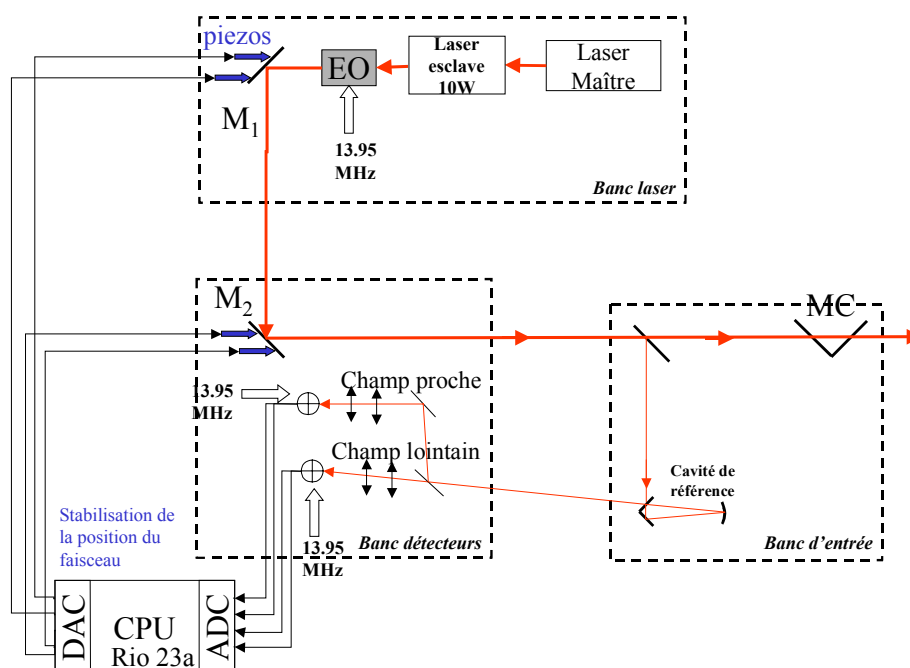 piezos
EO
Laser
esclave
10W
Laser
Maître
M1
13.95
MHz
Banc laser
M2
MC
Champ proche
13.95
MHz
Champ lointain
Cavité de
référence
Stabilisation de
la position du
faisceau
13.95
MHz
Banc détecteurs
Banc d'entrée
DAC
CPU
Rio 23a
ADC